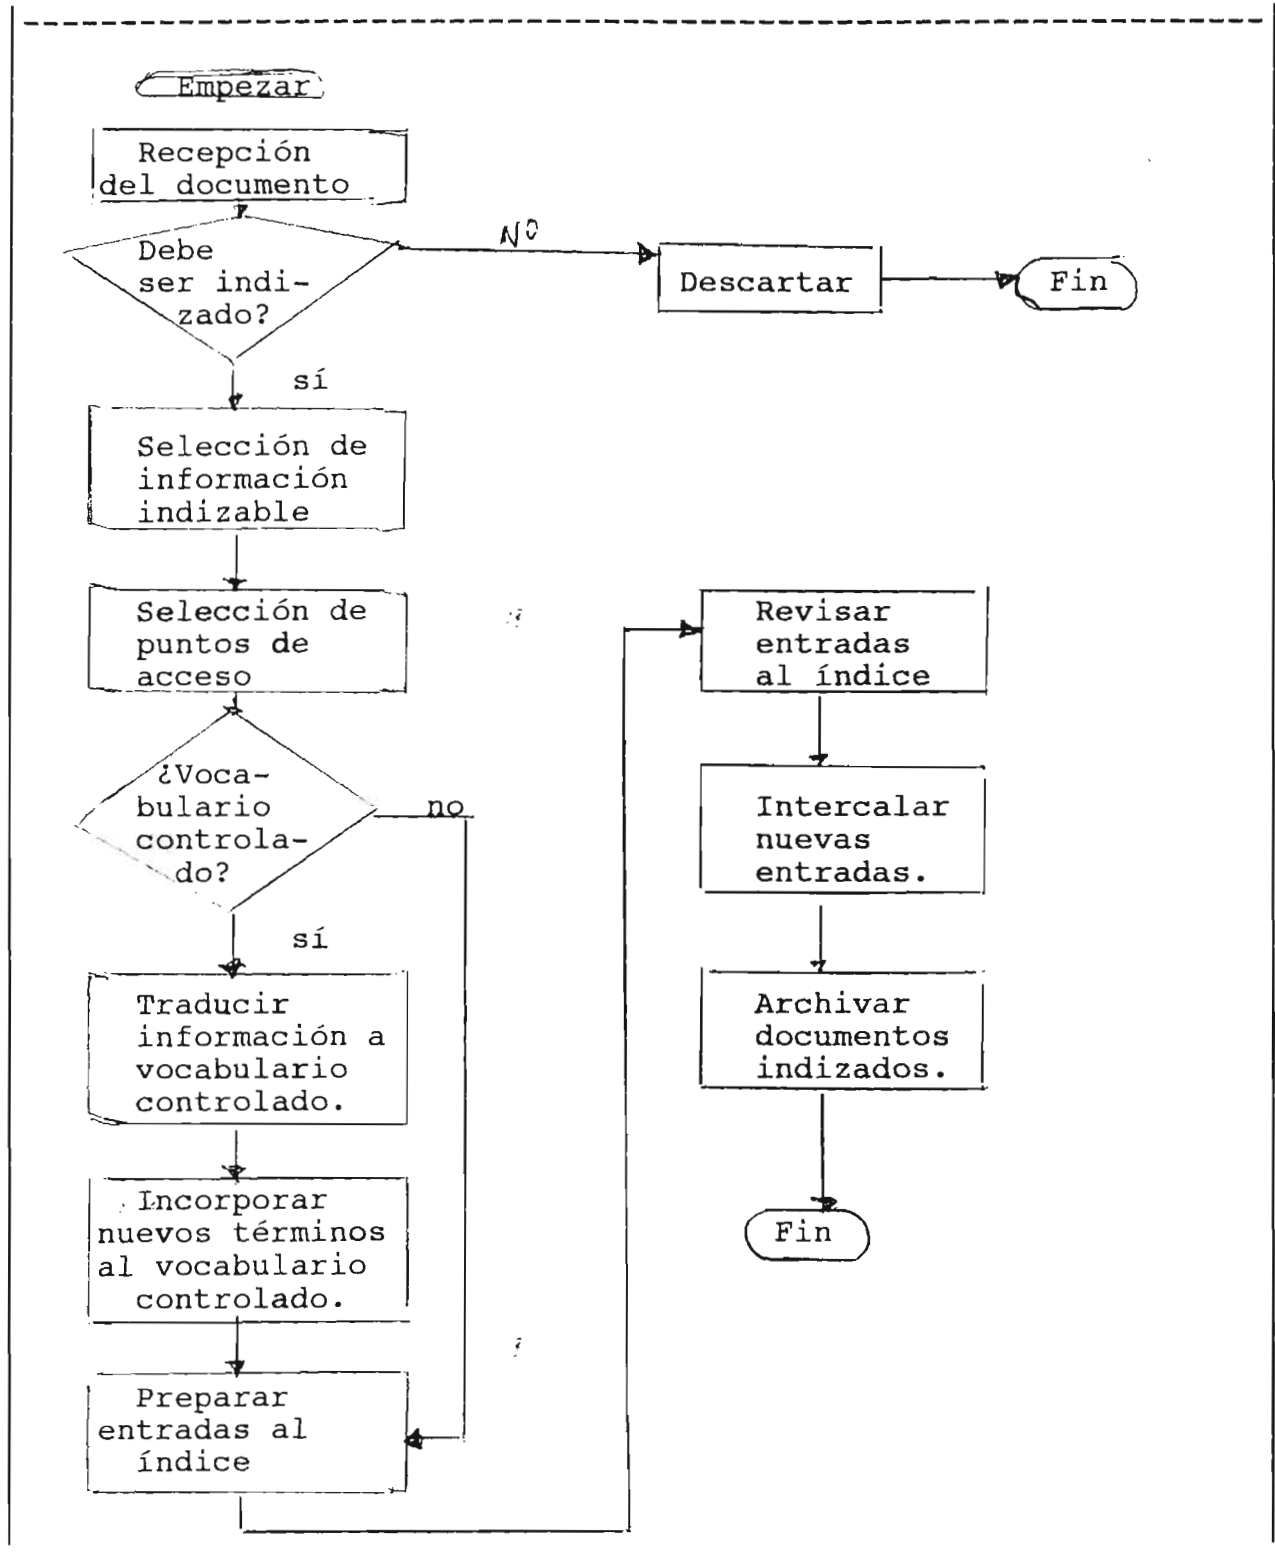 Empezar
Recepción
del documento
Debe
ser indi-
zado?
NO
Descartar
Fin
sí
Selección de
información
indizable
Selección de
puntos de
acceso
¿Voca-
bulario
controla-
do?
no
sí
Traducir
información a
vocabulario
controlado.
Incorporar
nuevos términos
al vocabulario
controlado.
Preparar
entradas al
índice
Revisar
entradas
al índice
Intercalar
nuevas
entradas.
Archivar
documentos
indizados.
Fin